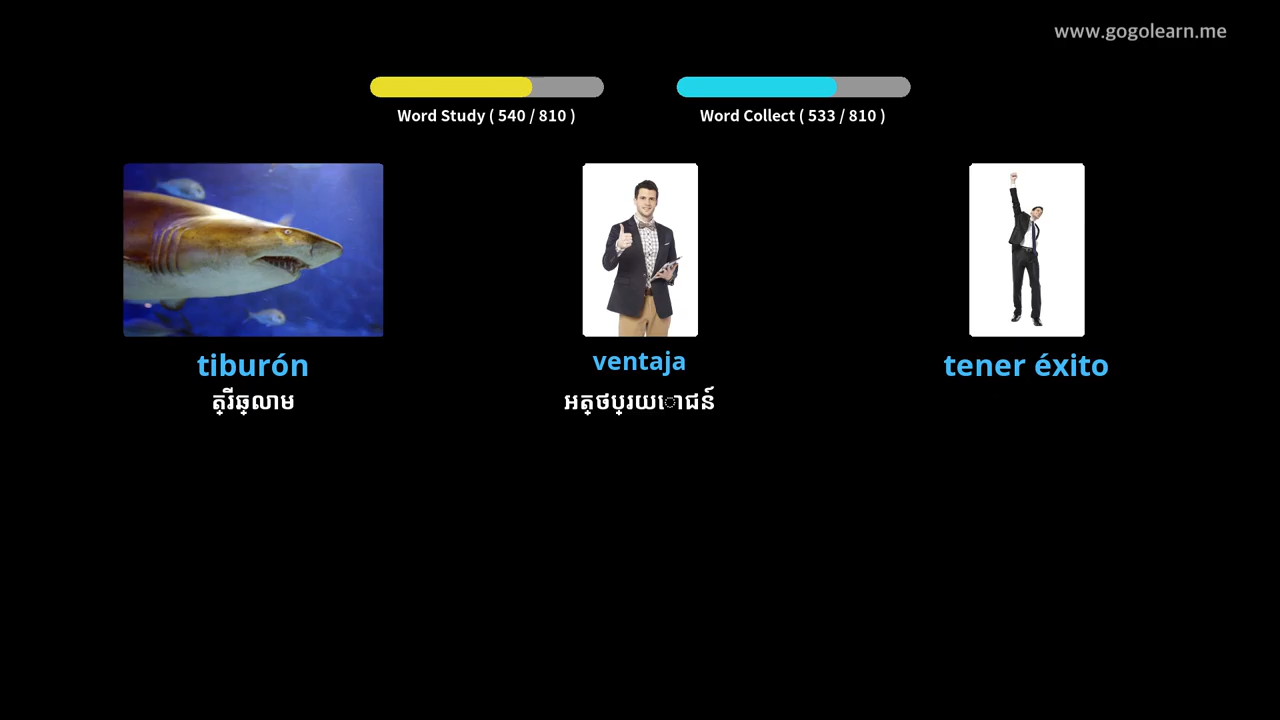 www.gogolearn.me
Word Study ( 540 / 810 )
Word Collect ( 533 / 810 )
tiburón
ventaja
tener éxito
ត្រីឆ្លាម
អត្ថប្រយោជន៍